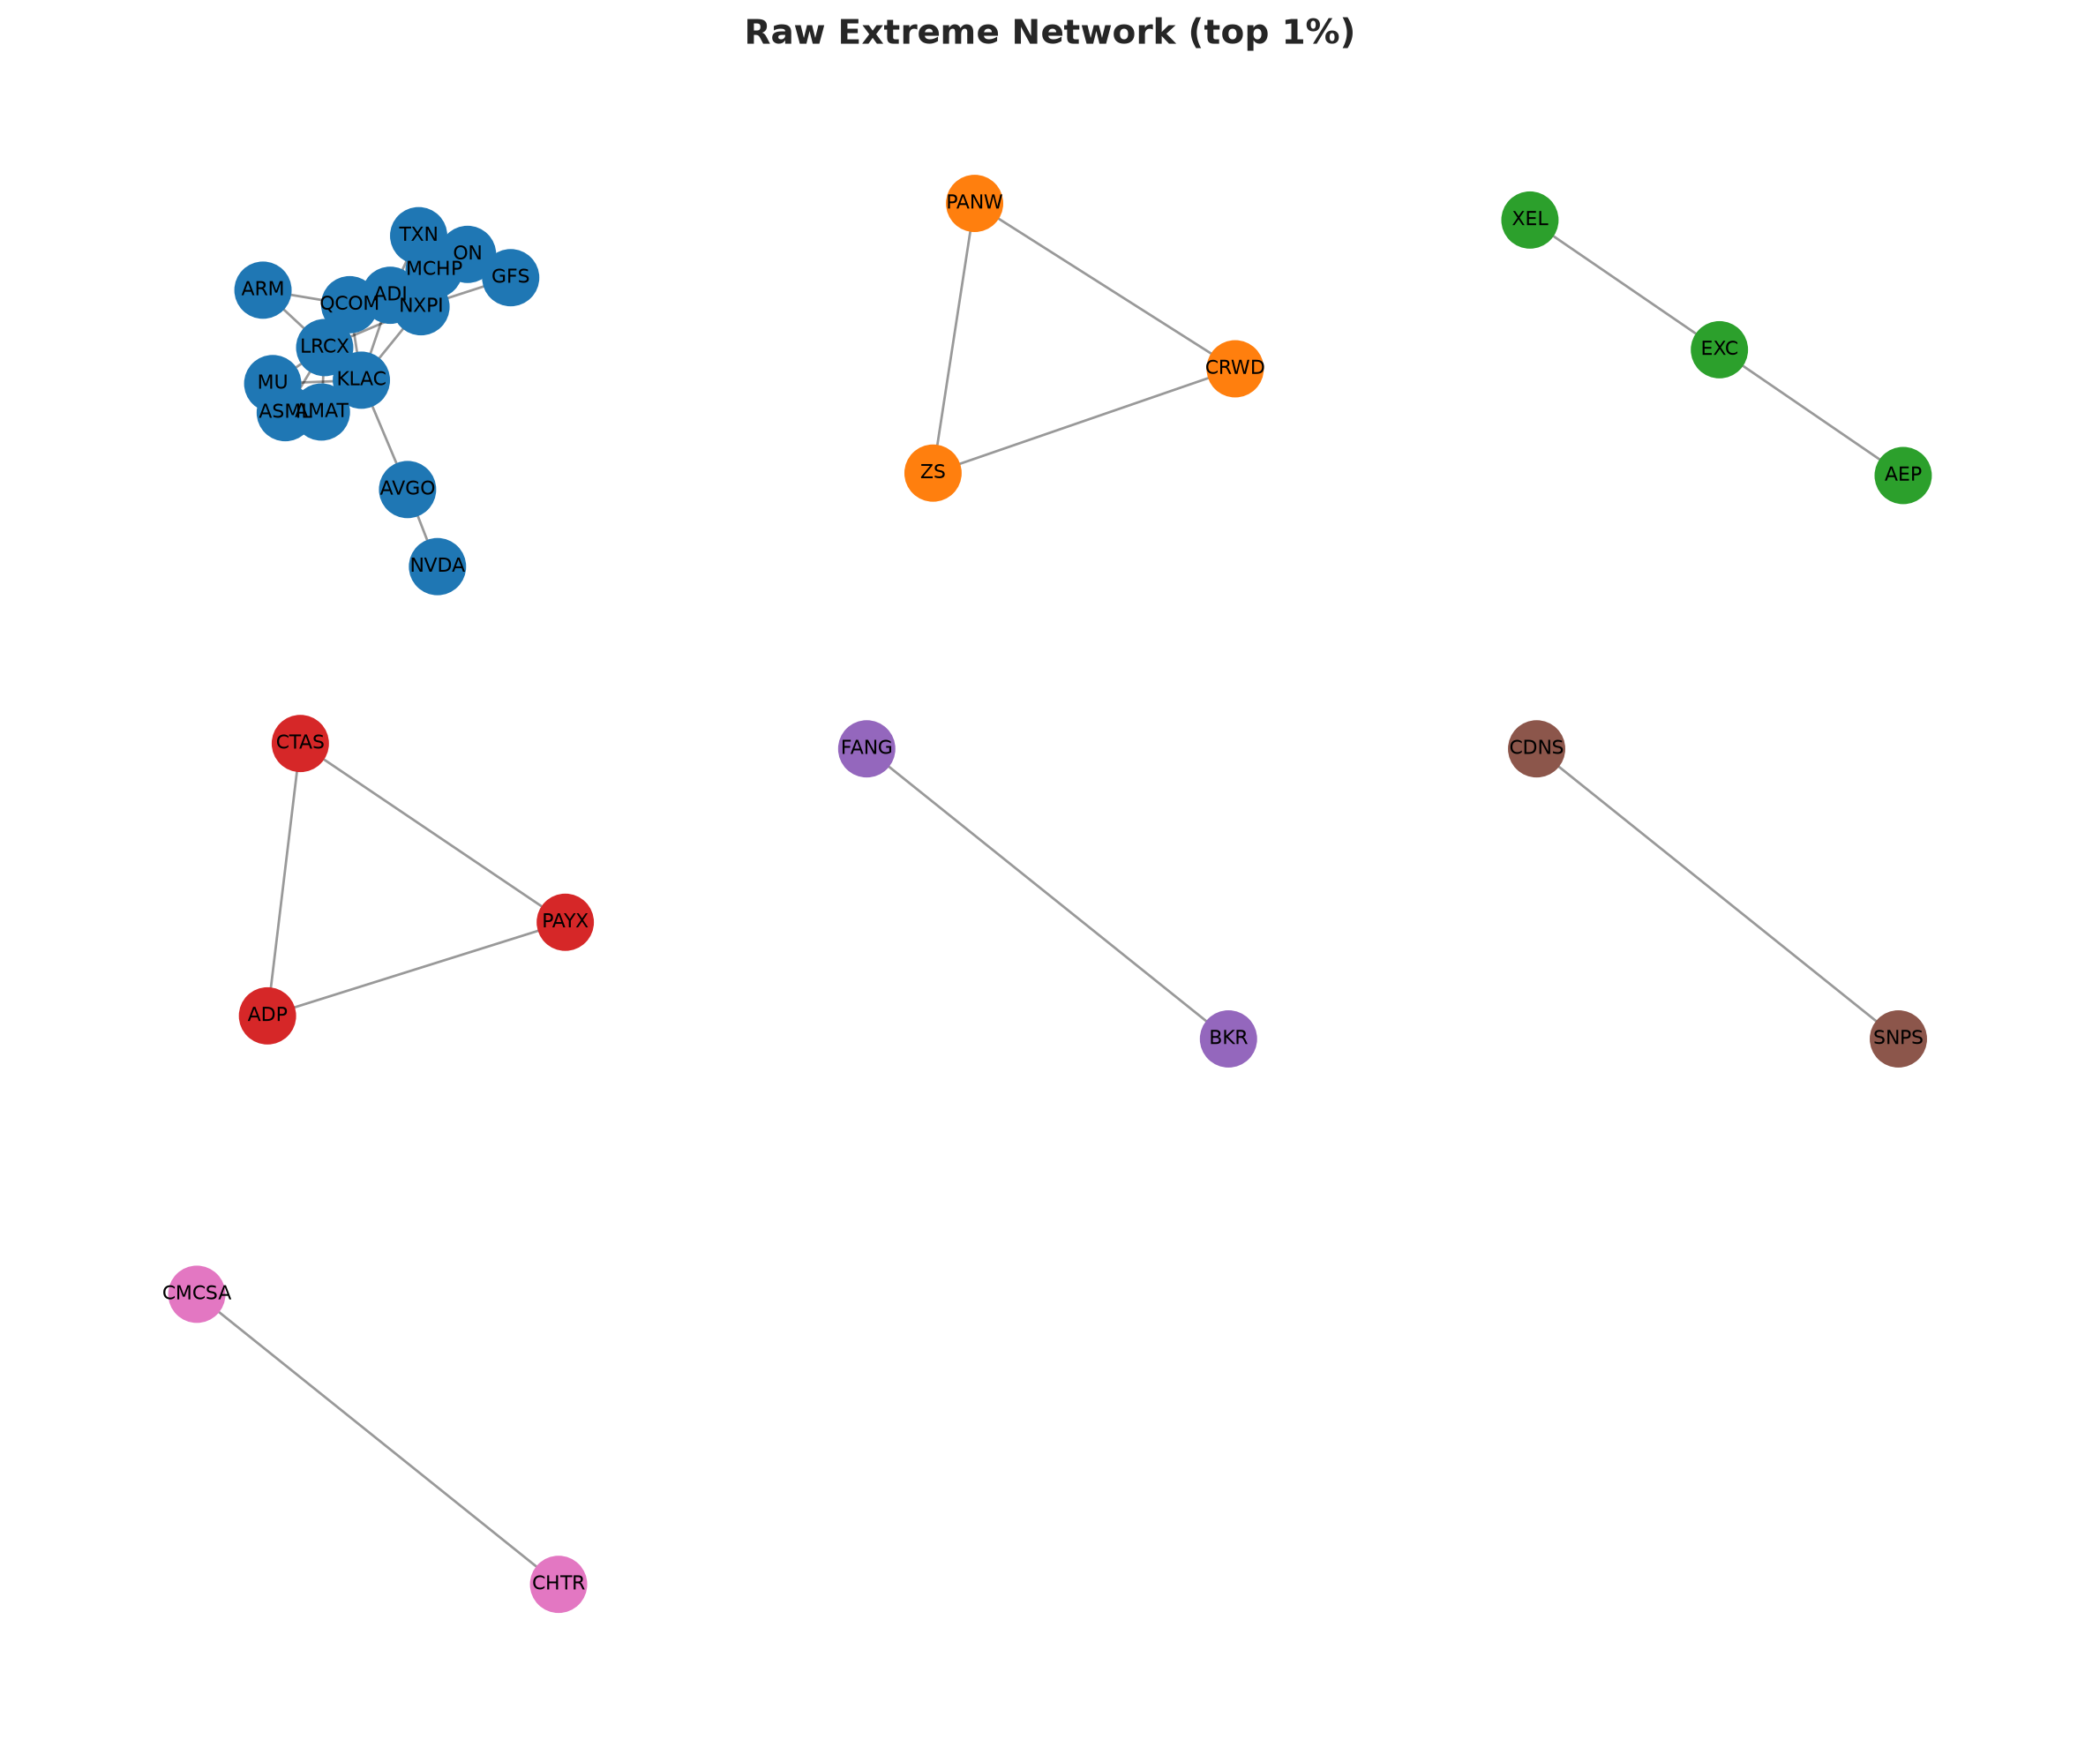 Raw Extreme Network (top 1%)
TXN
ON
MCHP
GFS
ARM
QCOM
ADI
NXPI
LRCX
MU
KLAC
ASML
AMAT
AVGO
NVDA
PANW
CRWD
ZS
XEL
EXC
AEP
CTAS
PAYX
ADP
FANG
BKR
CDNS
SNPS
CMCSA
CHTR